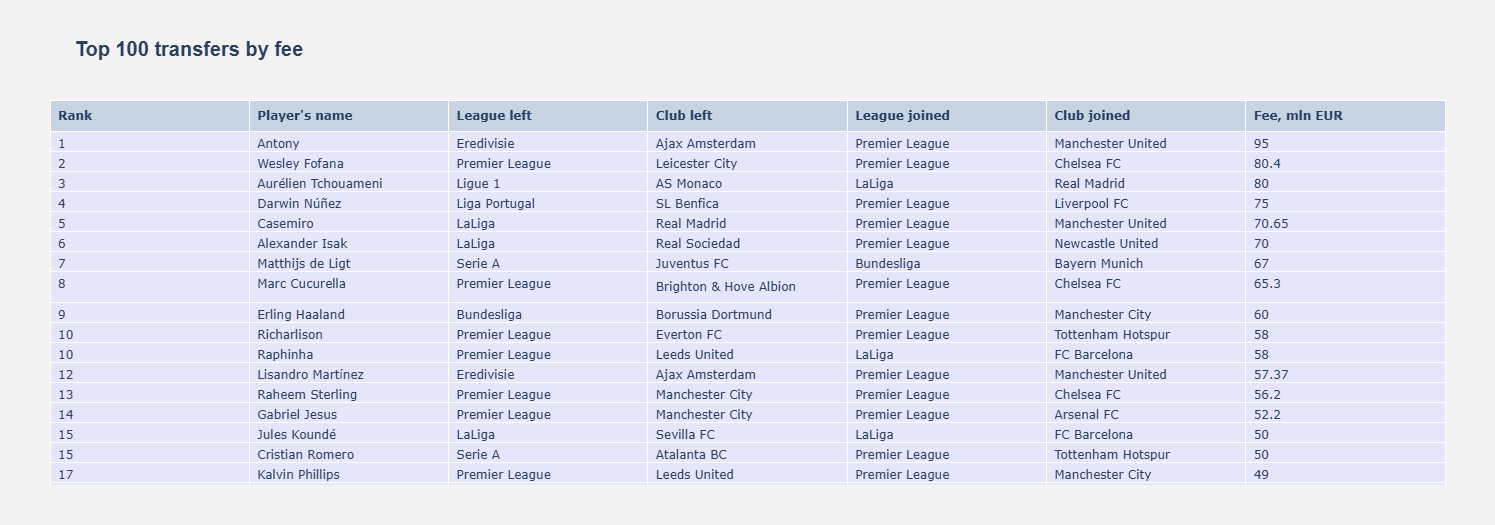 Top 100 transfers by fee
Rank Player's name League left Club left League joined Club joined Fee, mln EUR
1 Antony Eredivisie Ajax Amsterdam Premier League Manchester United 95
2 Wesley Fofana Premier League Leicester City Premier League Chelsea FC 80.4
3 Aurélien Tchouameni Ligue 1 AS Monaco LaLiga Real Madrid 80
4 Darwin Núñez Liga Portugal SL Benfica Premier League Liverpool FC 75
5 Casemiro LaLiga Real Madrid Premier League Manchester United 70.65
6 Alexander Isak LaLiga Real Sociedad Premier League Newcastle United 70
7 Matthijs de Ligt Serie A Juventus FC Bundesliga Bayern Munich 67
8 Marc Cucurella Premier League Brighton & Hove Albion Premier League Chelsea FC 65.3
9 Erling Haaland Bundesliga Borussia Dortmund Premier League Manchester City 60
10 Richarlison Premier League Everton FC Premier League Tottenham Hotspur 58
10 Raphinha Premier League Leeds United LaLiga FC Barcelona 58
12 Lisandro Martínez Eredivisie Ajax Amsterdam Premier League Manchester United 57.37
13 Raheem Sterling Premier League Manchester City Premier League Chelsea FC 56.2
14 Gabriel Jesus Premier League Manchester City Premier League Arsenal FC 52.2
15 Jules Koundé LaLiga Sevilla FC LaLiga FC Barcelona 50
15 Cristian Romero Serie A Atalanta BC Premier League Tottenham Hotspur 50
17 Kalvin Phillips Premier League Leeds United Premier League Manchester City 49